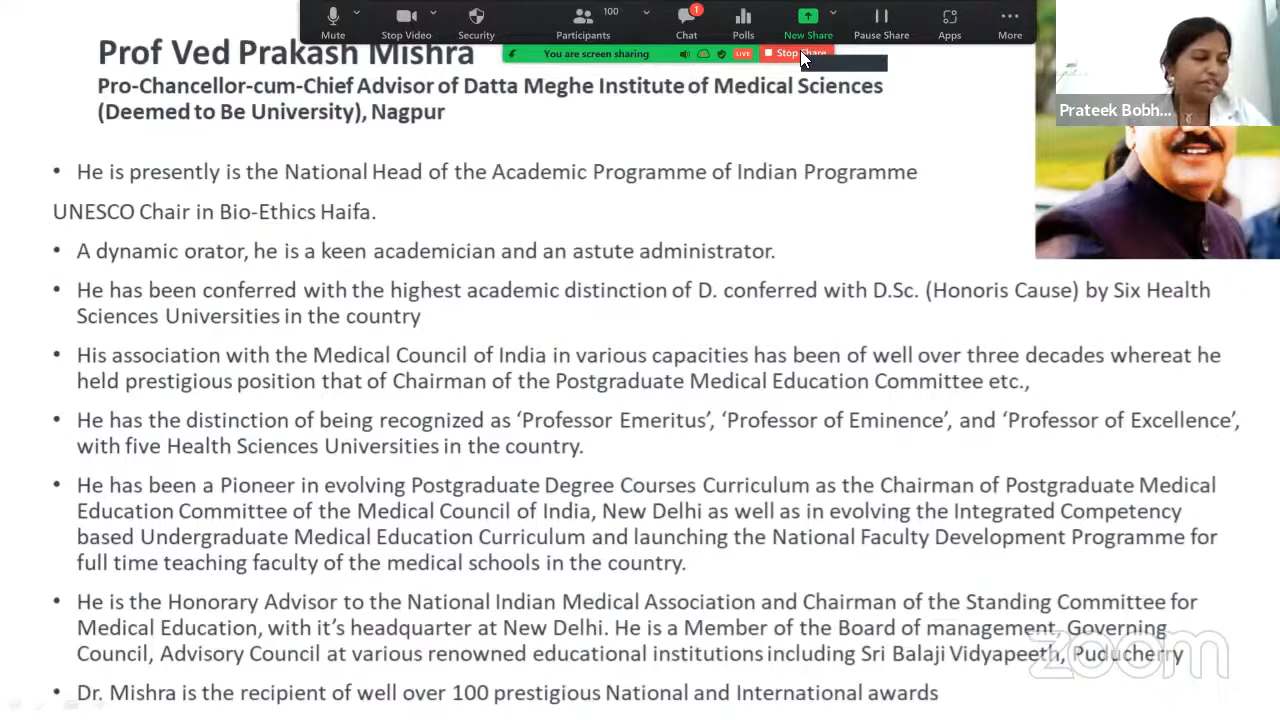 Mute
Stop Video
Security
100
Participants
1
Chat
Polls
New Share
Pause Share
Apps
More
You are screen sharing
LIVE
Stop Share
Prateek Bobh...
Prof Ved Prakash Mishra
Pro-Chancellor-cum-Chief Advisor of Datta Meghe Institute of Medical Sciences
(Deemed to Be University), Nagpur
• He is presently is the National Head of the Academic Programme of Indian Programme
UNESCO Chair in Bio-Ethics Haifa.
• A dynamic orator, he is a keen academician and an astute administrator.
• He has been conferred with the highest academic distinction of D. conferred with D.Sc. (Honoris Cause) by Six Health
Sciences Universities in the country
• His association with the Medical Council of India in various capacities has been of well over three decades whereat he
held prestigious position that of Chairman of the Postgraduate Medical Education Committee etc.,
• He has the distinction of being recognized as ‘Professor Emeritus’, ‘Professor of Eminence’, and ‘Professor of Excellence’,
with five Health Sciences Universities in the country.
• He has been a Pioneer in evolving Postgraduate Degree Courses Curriculum as the Chairman of Postgraduate Medical
Education Committee of the Medical Council of India, New Delhi as well as in evolving the Integrated Competency
based Undergraduate Medical Education Curriculum and launching the National Faculty Development Programme for
full time teaching faculty of the medical schools in the country.
• He is the Honorary Advisor to the National Indian Medical Association and Chairman of the Standing Committee for
Medical Education, with it’s headquarter at New Delhi. He is a Member of the Board of management, Governing
Council, Advisory Council at various renowned educational institutions including Sri Balaji Vidyapeeth, Puducherry
zoom
• Dr. Mishra is the recipient of well over 100 prestigious National and International awards